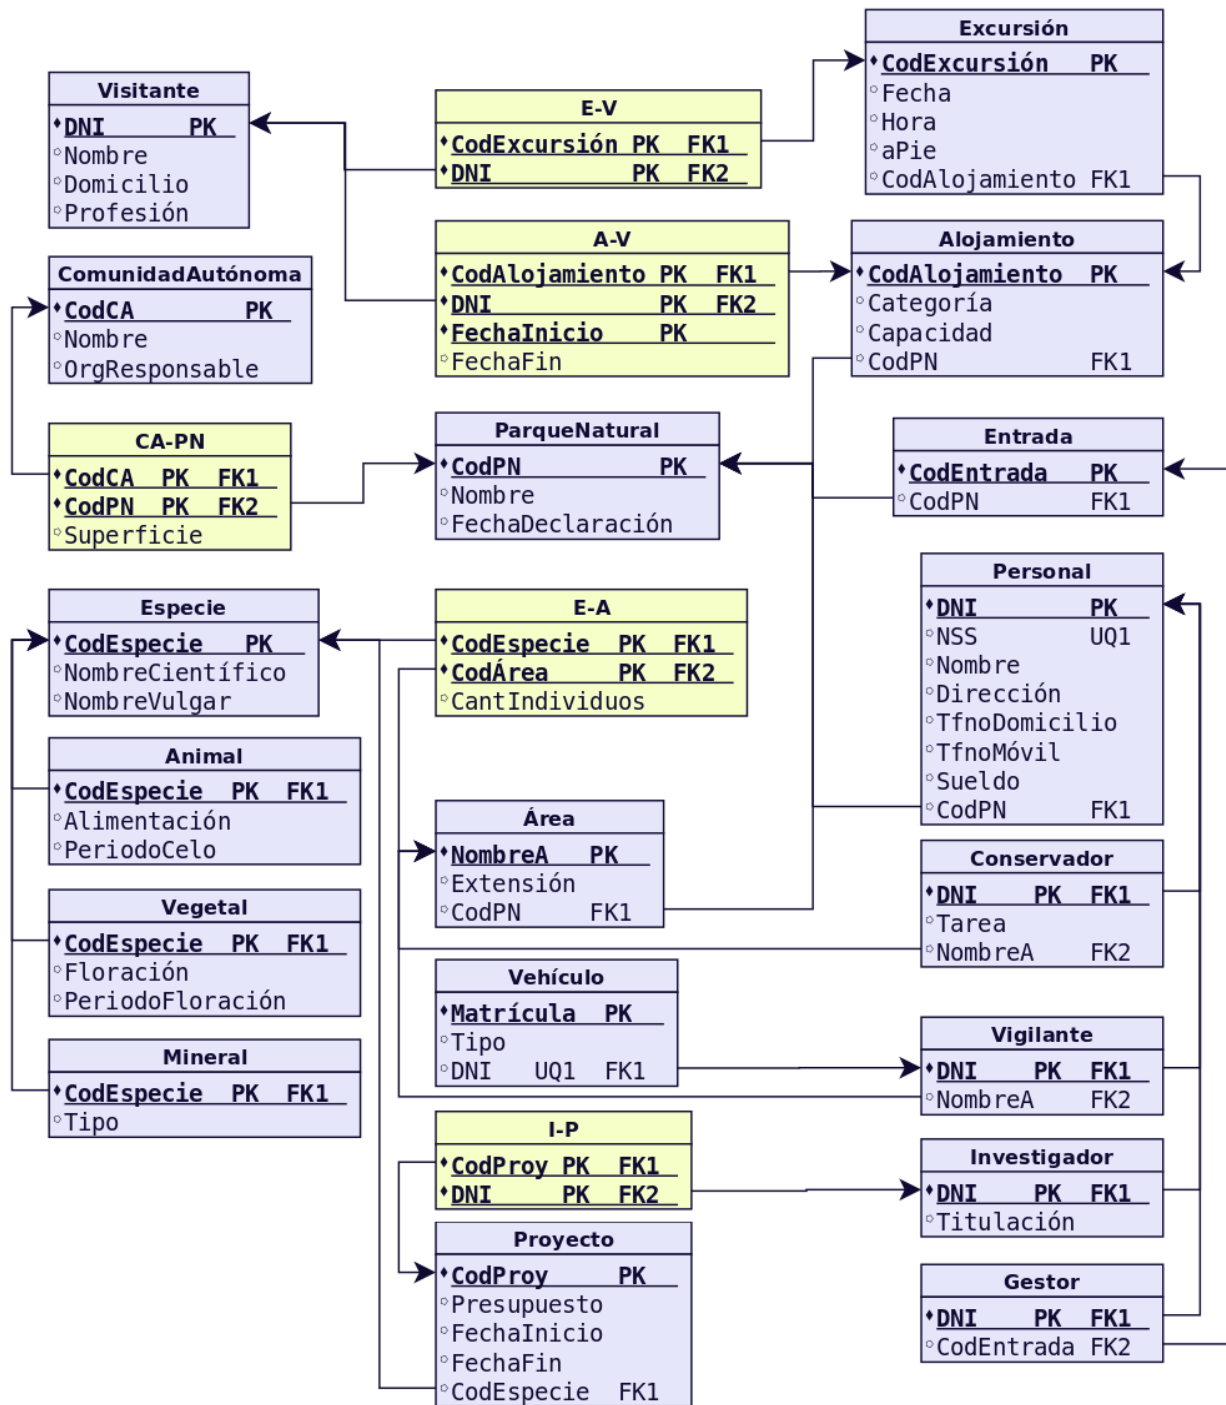 Visitante
DNI PK
Nombre
Domicilio
Profesión
ComunidadAutónoma
CodCA PK
Nombre
OrgResponsable
CA-PN
CodCA PK FK1
CodPN PK FK2
Superficie
Especie
CodEspecie PK
NombreCientífico
NombreVulgar
Animal
CodEspecie PK FK1
Alimentación
PeriodoCelo
Vegetal
CodEspecie PK FK1
Floración
PeriodoFloración
Mineral
CodEspecie PK FK1
Tipo
E-V
CodExcursión PK FK1
DNI PK FK2
A-V
CodAlojamiento PK FK1
DNI PK FK2
FechaInicio PK
FechaFin
ParqueNatural
CodPN PK
Nombre
FechaDeclaración
E-A
CodEspecie PK FK1
CodÁrea PK FK2
CantIndividuos
Área
NombreA PK
Extensión
CodPN FK1
Vehículo
Matrícula PK
Tipo
DNI UQ1 FK1
I-P
CodProy PK FK1
DNI PK FK2
Proyecto
CodProy PK
Presupuesto
FechaInicio
FechaFin
CodEspecie FK1
Excursión
CodExcursión PK
Fecha
Hora
aPie
CodAlojamiento FK1
Alojamiento
CodAlojamiento PK
Categoría
Capacidad
CodPN FK1
Entrada
CodEntrada PK
CodPN FK1
Personal
DNI PK
NSS UQ1
Nombre
Dirección
TfnoDomicilio
TfnoMóvil
Sueldo
CodPN FK1
Conservador
DNI PK FK1
Tarea
NombreA FK2
Vigilante
DNI PK FK1
NombreA FK2
Investigador
DNI PK FK1
Titulación
Gestor
DNI PK FK1
CodEntrada FK2